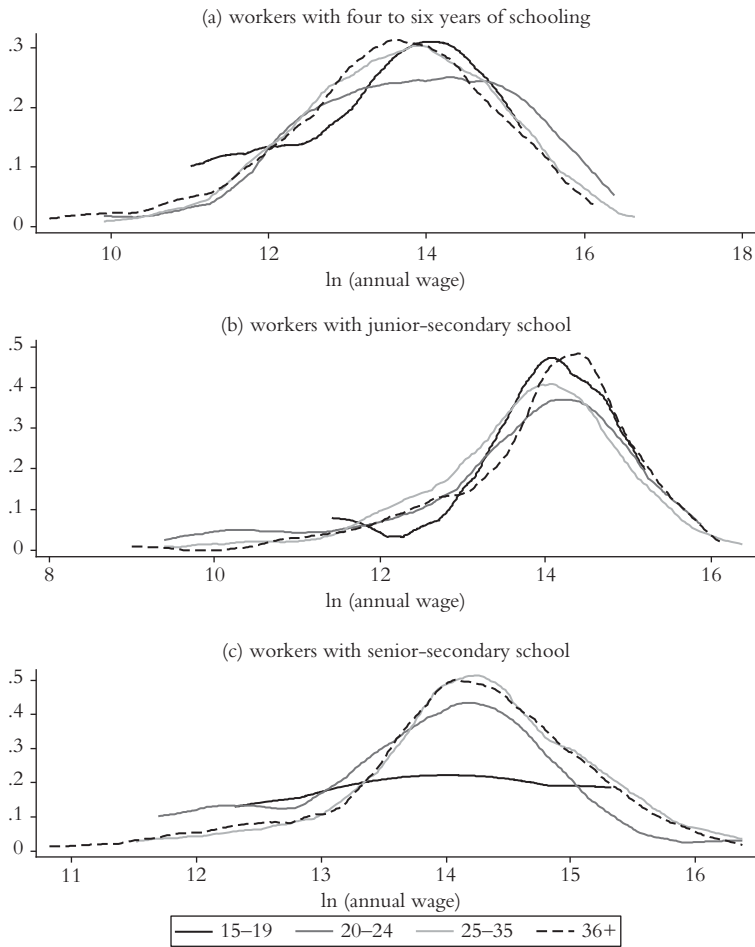 (a) workers with four to six years of schooling
.3
.2
.1
0
10 12 14 16 18
ln (annual wage)
(b) workers with junior-secondary school
.5
.4
.3
.2
.1
0
8 10 12 14 16
ln (annual wage)
(c) workers with senior-secondary school
.5
.4
.3
.2
.1
0
11 12 13 14 15 16
ln (annual wage)
15–19 20–24 25–35 36+